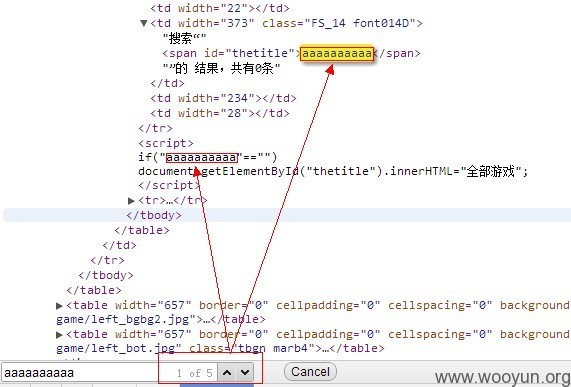 <td width="22"></td>
▼<td width="373" class="FS_14 font014D">
"搜索“"
<span id="thetitle">aaaaaaaaaa</span>
"”的 结果，共有0条"
</td>
<td width="234"></td>
<td width="28"></td>
</tr>
<script>
if("aaaaaaaaaa"=="")
document.getElementById("thetitle").innerHTML="全部游戏";
</script>
▶<tr>…</tr>
</tbody>
</table>
</td>
</tr>
</tbody>
</table>
▶<table width="657" border="0" cellpadding="0" cellspacing="0" background
game/left_bgbg2.jpg">…</table>
▶<table width="657" border="0" cellpadding="0" cellspacing="0" background
game/left_bot.jpg" class="tbgn marb4">…</table>
aaaaaaaaaa 1 of 5 Cancel
www.wooyun.org